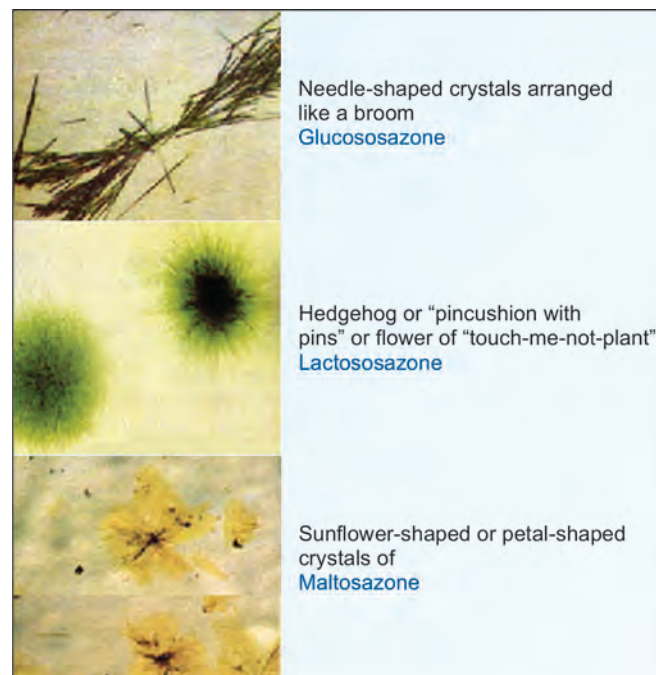 Needle-shaped crystals arranged
like a broom
Glucososazone
Hedgehog or “pincushion with
pins” or flower of “touch-me-not-plant”
Lactososazone
Sunflower-shaped or petal-shaped
crystals of
Maltosazone